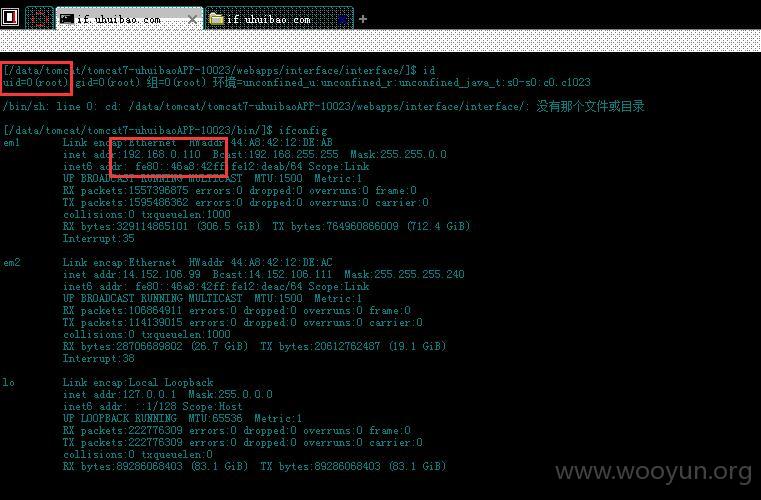 if.uhuibao.com × if.uhuibao.com × +
[/data/tomcat/tomcat7-uhuibaoAPP-10023/webapps/interface/interface/]$ id
uid=0(root) gid=0(root) 组=0(root) 环境=unconfined_u:unconfined_r:unconfined_java_t:s0-s0:c0.c1023
/bin/sh: line 0: cd: /data/tomcat/tomcat7-uhuibaoAPP-10023/webapps/interface/interface/: 没有那个文件或目录
[/data/tomcat/tomcat7-uhuibaoAPP-10023/bin/]$ ifconfig
em1 Link encap:Ethernet HWaddr 44:A8:42:12:DE:AB
inet addr:192.168.0.110 Bcast:192.168.255.255 Mask:255.255.0.0
inet6 addr: fe80::46a8:42ff:fe12:deab/64 Scope:Link
UP BROADCAST RUNNING MULTICAST MTU:1500 Metric:1
RX packets:1557396875 errors:0 dropped:0 overruns:0 frame:0
TX packets:1595486362 errors:0 dropped:0 overruns:0 carrier:0
collisions:0 txqueuelen:1000
RX bytes:329114865101 (306.5 GiB) TX bytes:764960866009 (712.4 GiB)
Interrupt:35
em2 Link encap:Ethernet HWaddr 44:A8:42:12:DE:AC
inet addr:14.152.106.99 Bcast:14.152.106.111 Mask:255.255.255.240
inet6 addr: fe80::46a8:42ff:fe12:deac/64 Scope:Link
UP BROADCAST RUNNING MULTICAST MTU:1500 Metric:1
RX packets:106864911 errors:0 dropped:0 overruns:0 frame:0
TX packets:114139015 errors:0 dropped:0 overruns:0 carrier:0
collisions:0 txqueuelen:1000
RX bytes:28706689802 (26.7 GiB) TX bytes:20612762487 (19.1 GiB)
Interrupt:38
lo Link encap:Local Loopback
inet addr:127.0.0.1 Mask:255.0.0.0
inet6 addr: ::1/128 Scope:Host
UP LOOPBACK RUNNING MTU:65536 Metric:1
RX packets:222776309 errors:0 dropped:0 overruns:0 frame:0
TX packets:222776309 errors:0 dropped:0 overruns:0 carrier:0
collisions:0 txqueuelen:0
RX bytes:89286068403 (83.1 GiB) TX bytes:89286068403 (83.1 GiB)
www.wooyun.org